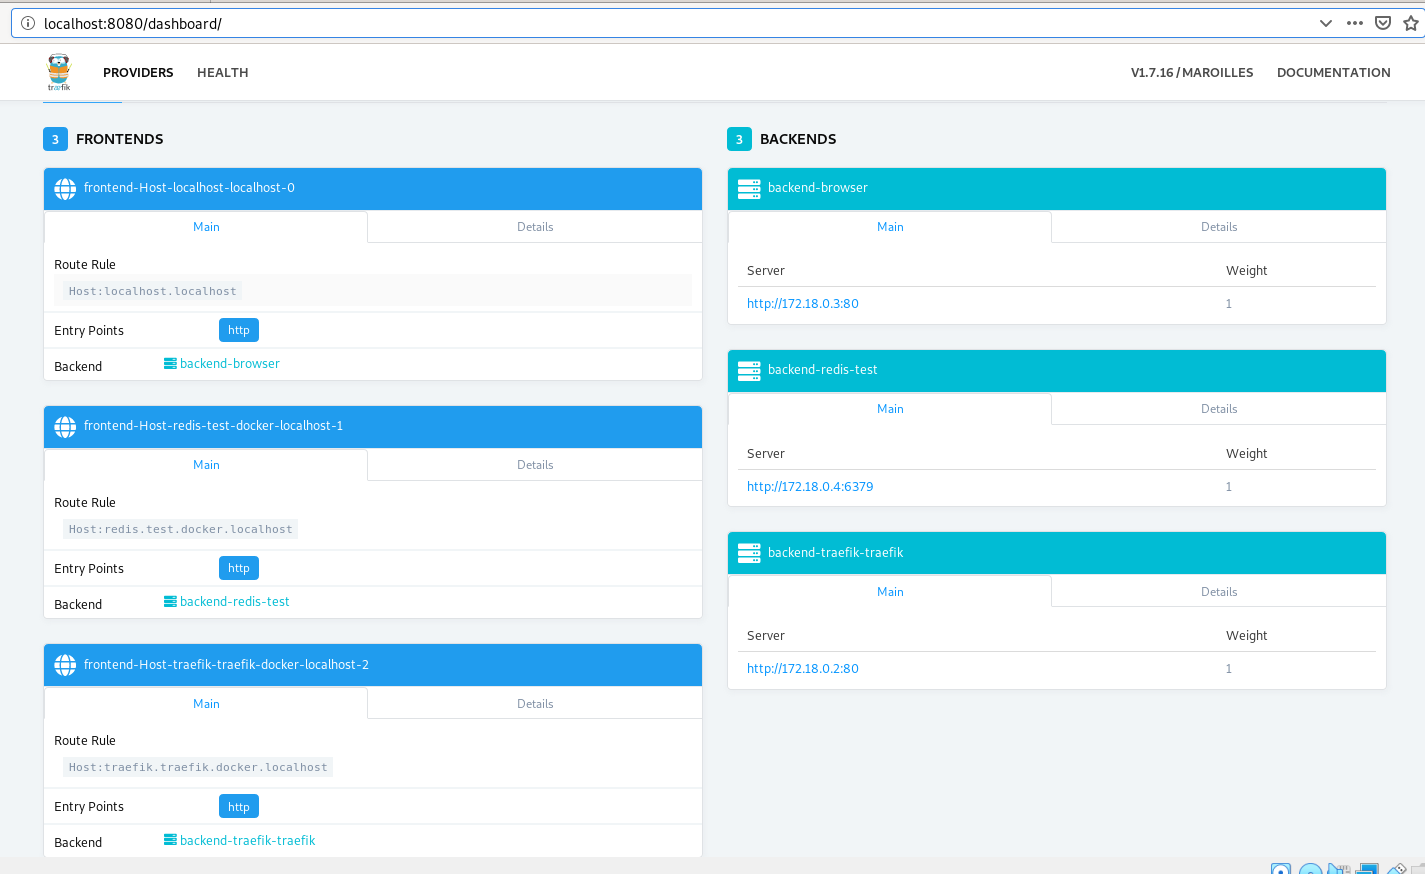 localhost:8080/dashboard/
træfik
PROVIDERS HEALTH V1.7.16 / MAROILLES DOCUMENTATION
3 FRONTENDS
frontend-Host-localhost-localhost-0
Main Details
Route Rule
Host:localhost.localhost
Entry Points http
Backend backend-browser
frontend-Host-redis-test-docker-localhost-1
Main Details
Route Rule
Host:redis.test.docker.localhost
Entry Points http
Backend backend-redis-test
frontend-Host-traefik-traefik-docker-localhost-2
Main Details
Route Rule
Host:traefik.traefik.docker.localhost
Entry Points http
Backend backend-traefik-traefik
3 BACKENDS
backend-browser
Main Details
Server Weight
http://172.18.0.3:80 1
backend-redis-test
Main Details
Server Weight
http://172.18.0.4:6379 1
backend-traefik-traefik
Main Details
Server Weight
http://172.18.0.2:80 1